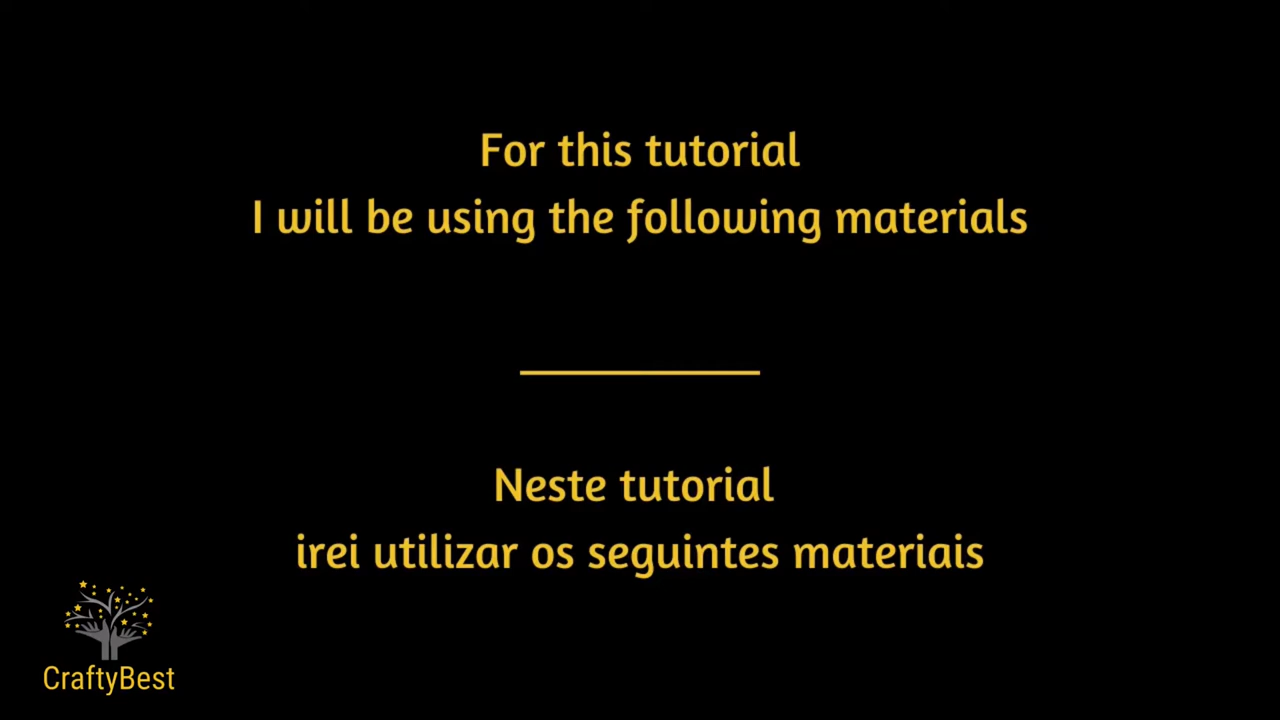 For this tutorial
I will be using the following materials
Neste tutorial
irei utilizar os seguintes materiais
CraftyBest